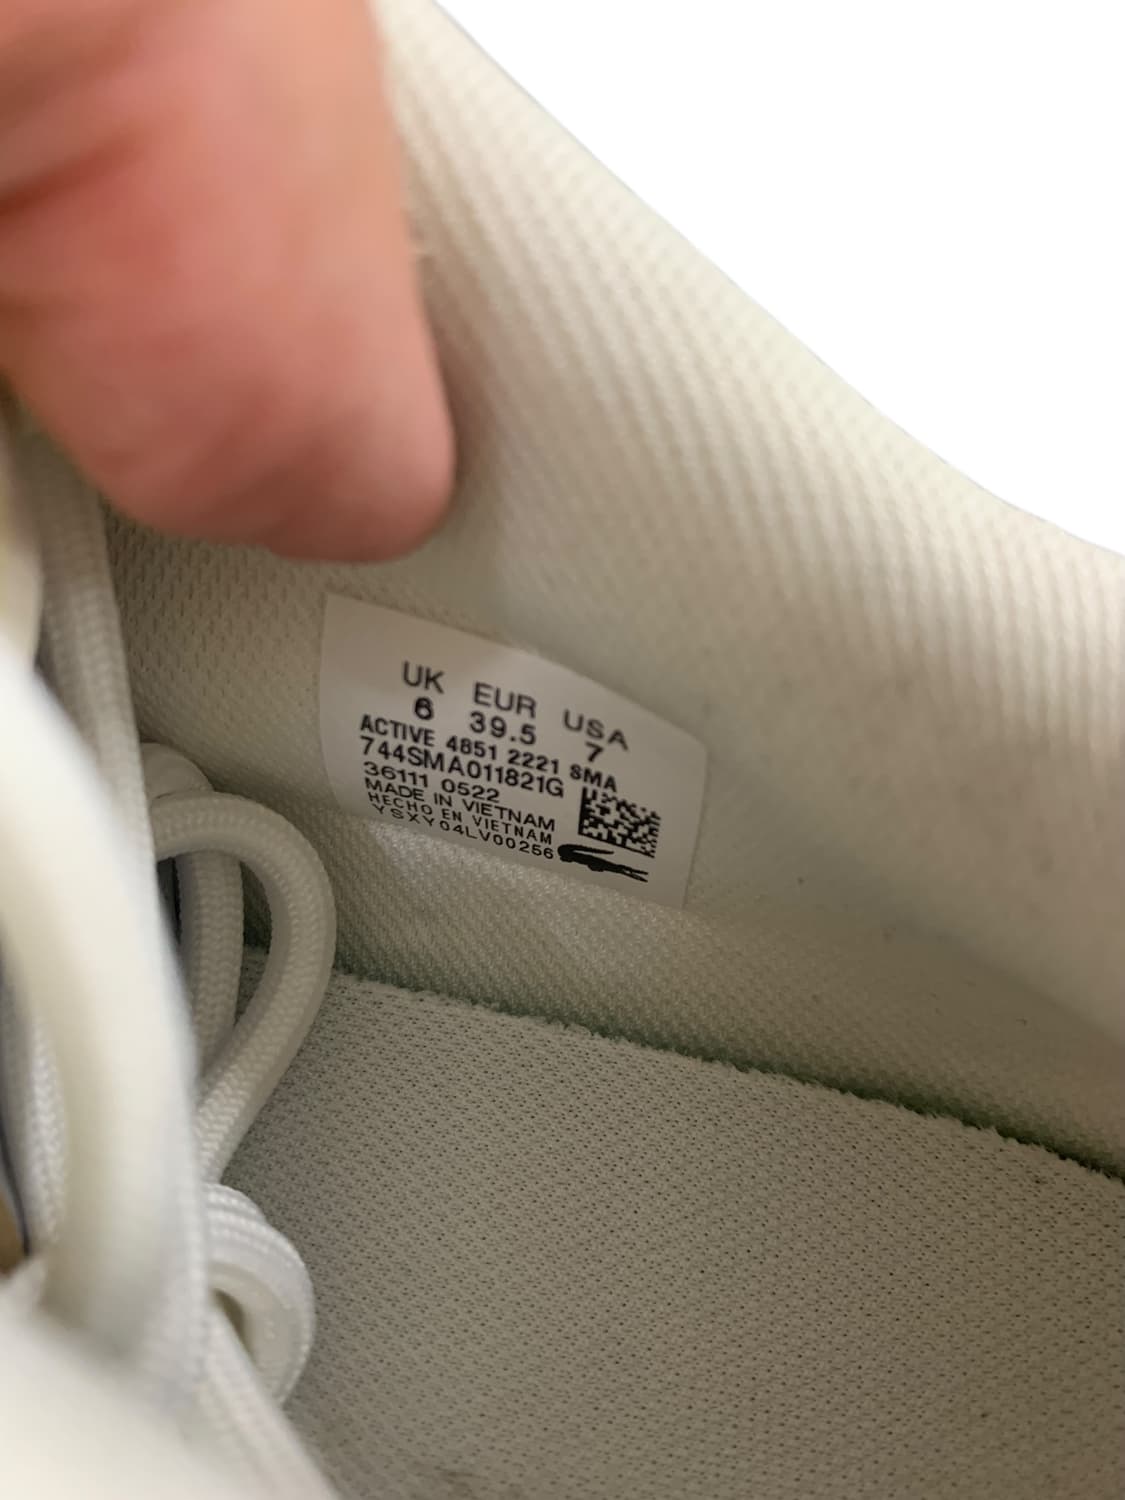 UK EUR USA
6 39.5 7
ACTIVE 4851 2221 SMA
744SMA011821G
36111 0522
MADE IN VIETNAM
HECHO EN VIETNAM
YSXY04LV00256